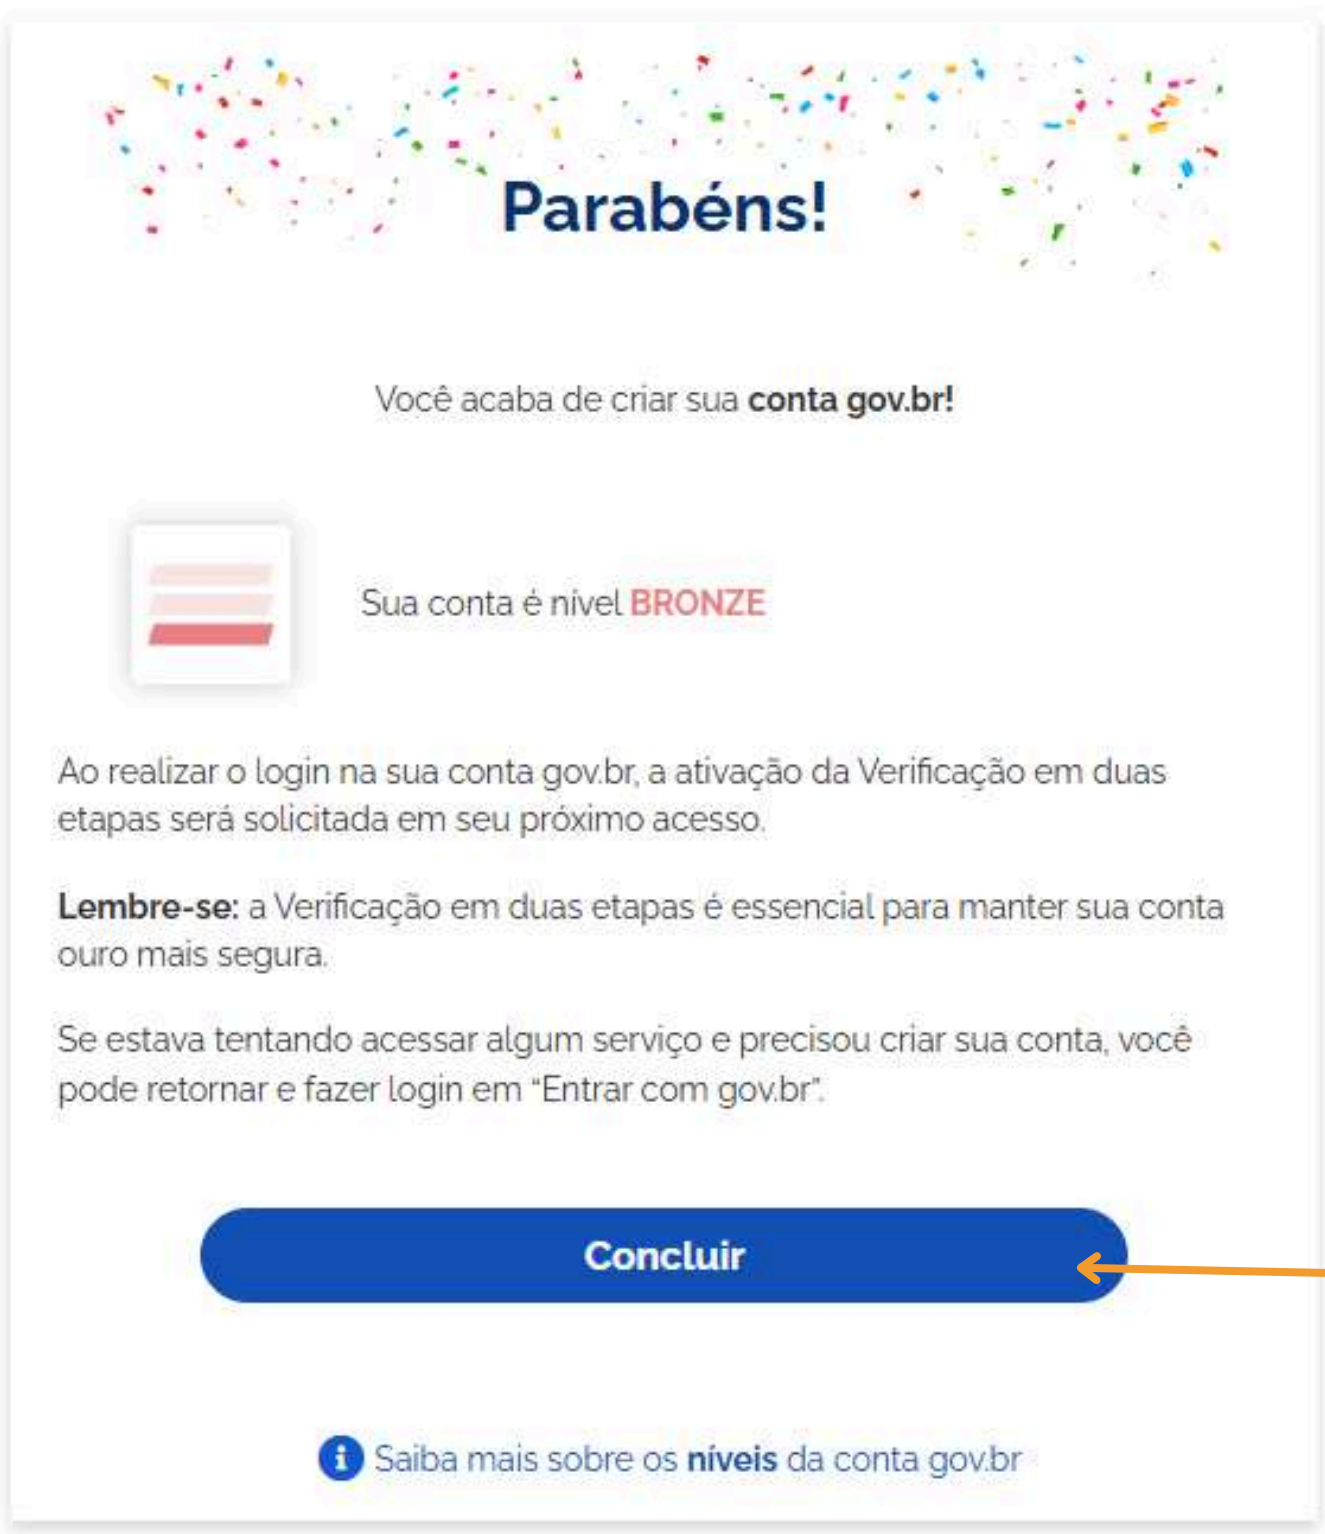 Parabéns!
Você acaba de criar sua conta gov.br!
Sua conta é nível BRONZE
Ao realizar o login na sua conta gov.br, a ativação da Verificação em duas
etapas será solicitada em seu próximo acesso.
Lembre-se: a Verificação em duas etapas é essencial para manter sua conta
ouro mais segura.
Se estava tentando acessar algum serviço e precisou criar sua conta, você
pode retornar e fazer login em “Entrar com gov.br”.
Concluir
Saiba mais sobre os níveis da conta gov.br